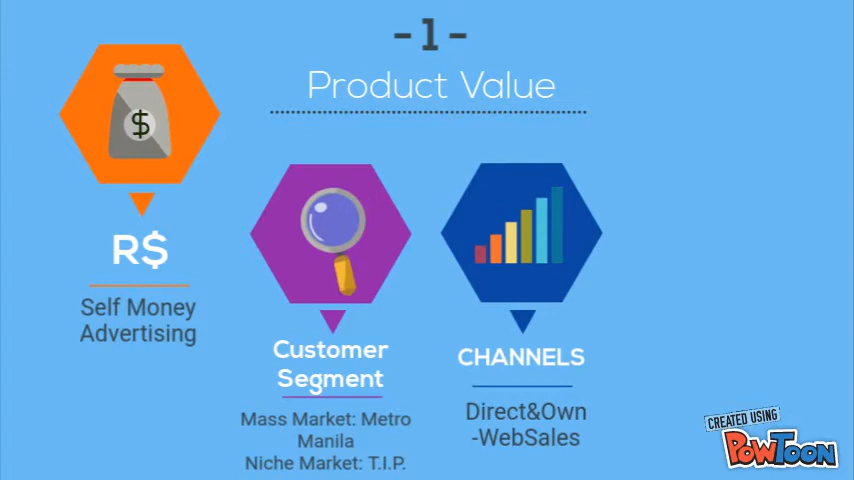 -1-
Product Value
$
R$
Self Money
Advertising
Customer
Segment
Mass Market: Metro
Manila
Niche Market: T.I.P.
CHANNELS
Direct&Own
-WebSales
CREATED USING
POWTOON